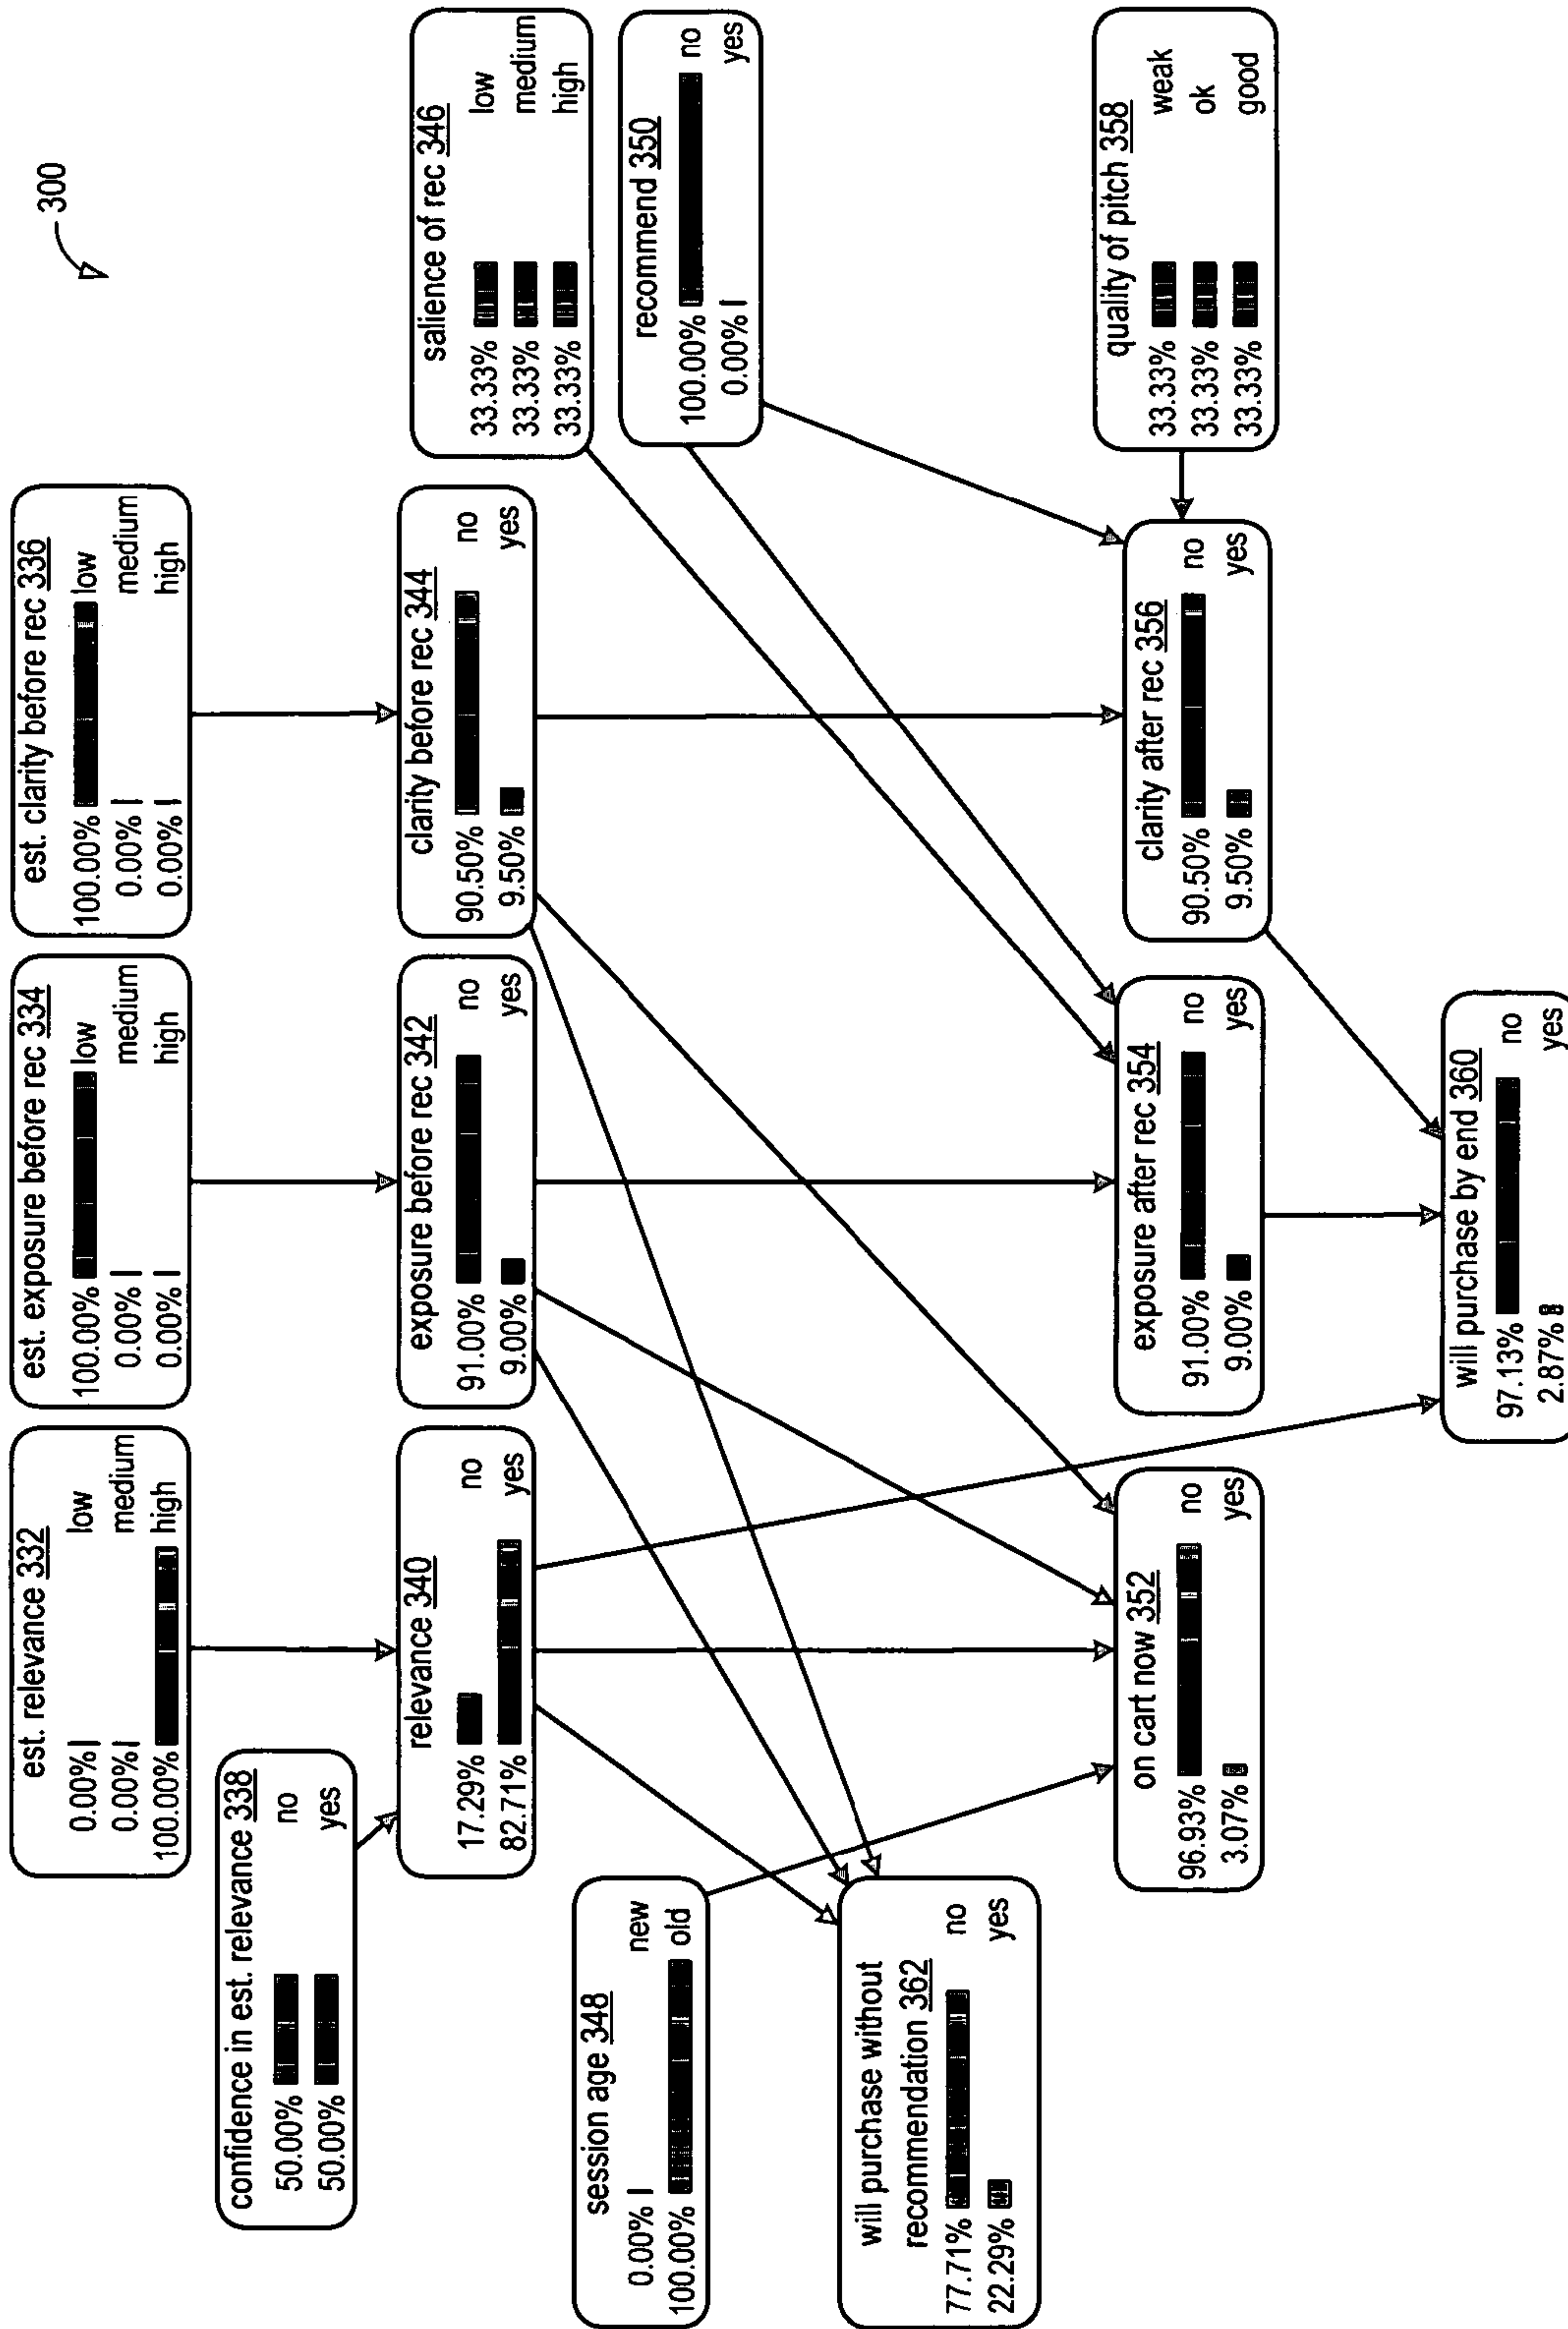 300
est. relevance 332
0.00% low
0.00% medium
100.00% high
est. exposure before rec 334
100.00% low
0.00% medium
0.00% high
est. clarity before rec 336
100.00% low
0.00% medium
0.00% high
confidence in est. relevance 338
50.00% no
50.00% yes
relevance 340
17.29% no
82.71% yes
exposure before rec 342
91.00% no
9.00% yes
clarity before rec 344
90.50% no
9.50% yes
salience of rec 346
33.33% low
33.33% medium
33.33% high
session age 348
0.00% new
100.00% old
recommend 350
100.00% no
0.00% yes
will purchase without
recommendation 362
77.71% no
22.29% yes
on cart now 352
96.93% no
3.07% yes
exposure after rec 354
91.00% no
9.00% yes
clarity after rec 356
90.50% no
9.50% yes
quality of pitch 358
33.33% weak
33.33% ok
33.33% good
will purchase by end 360
97.13% no
2.87% yes